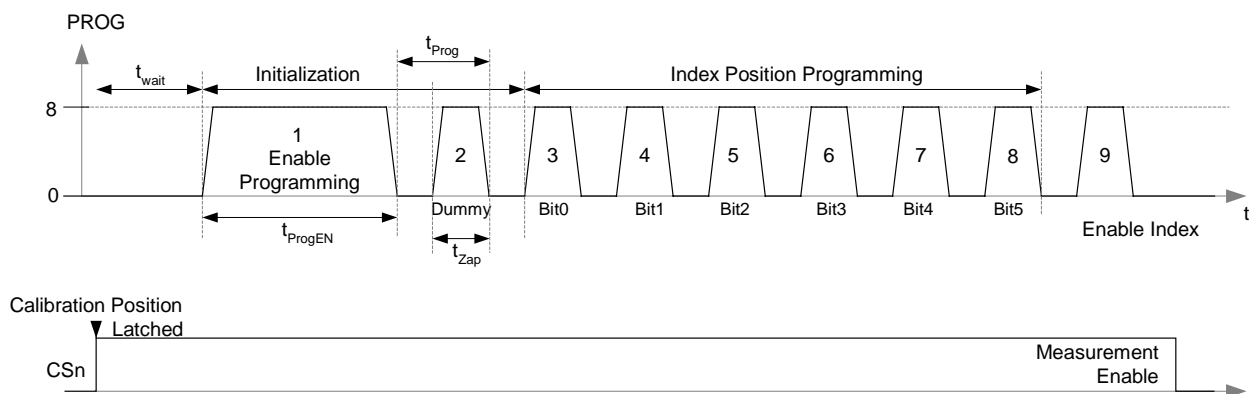 PROG
t_wait
Initialization
t_Prog
Index Position Programming
8
1
Enable
Programming
2
3
4
5
6
7
8
9
0
Dummy
Bit0
Bit1
Bit2
Bit3
Bit4
Bit5
t
t_ProgEN
t_Zap
Enable Index
Calibration Position
Latched
CSn
Measurement
Enable
t